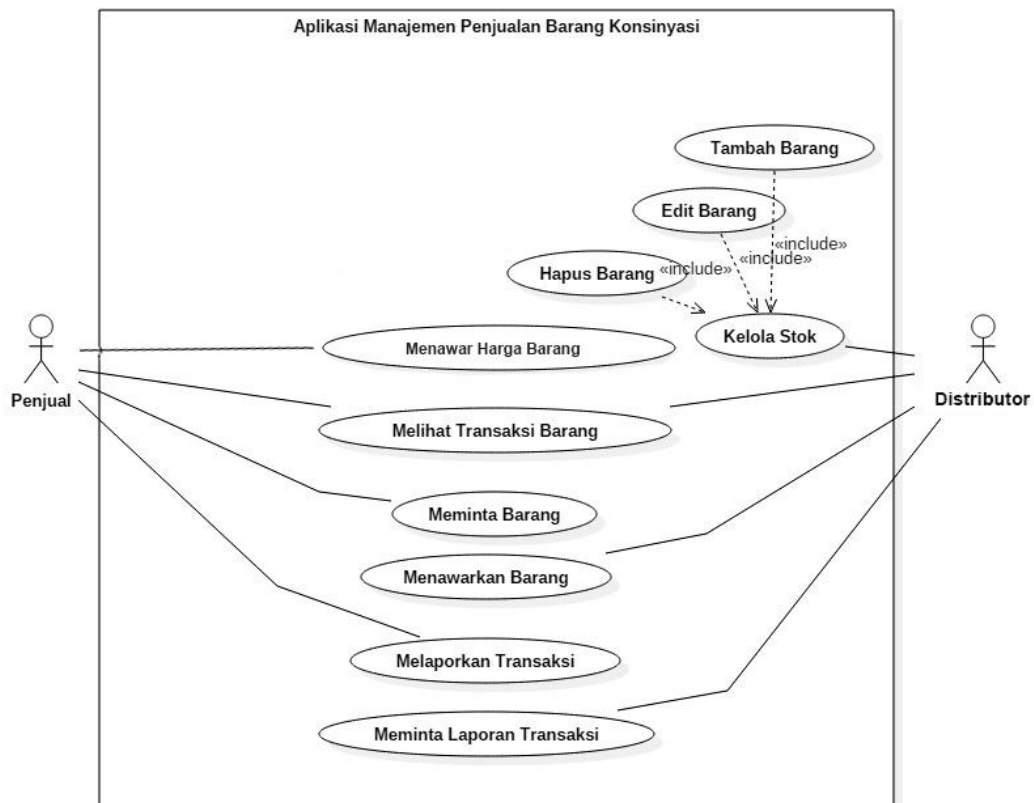 Aplikasi Manajemen Penjualan Barang Konsinyasi
Tambah Barang
Edit Barang
«include»
«include»
Hapus Barang
«include»
Kelola Stok
Menawar Harga Barang
Penjual
Distributor
Melihat Transaksi Barang
Meminta Barang
Menawarkan Barang
Melaporkan Transaksi
Meminta Laporan Transaksi